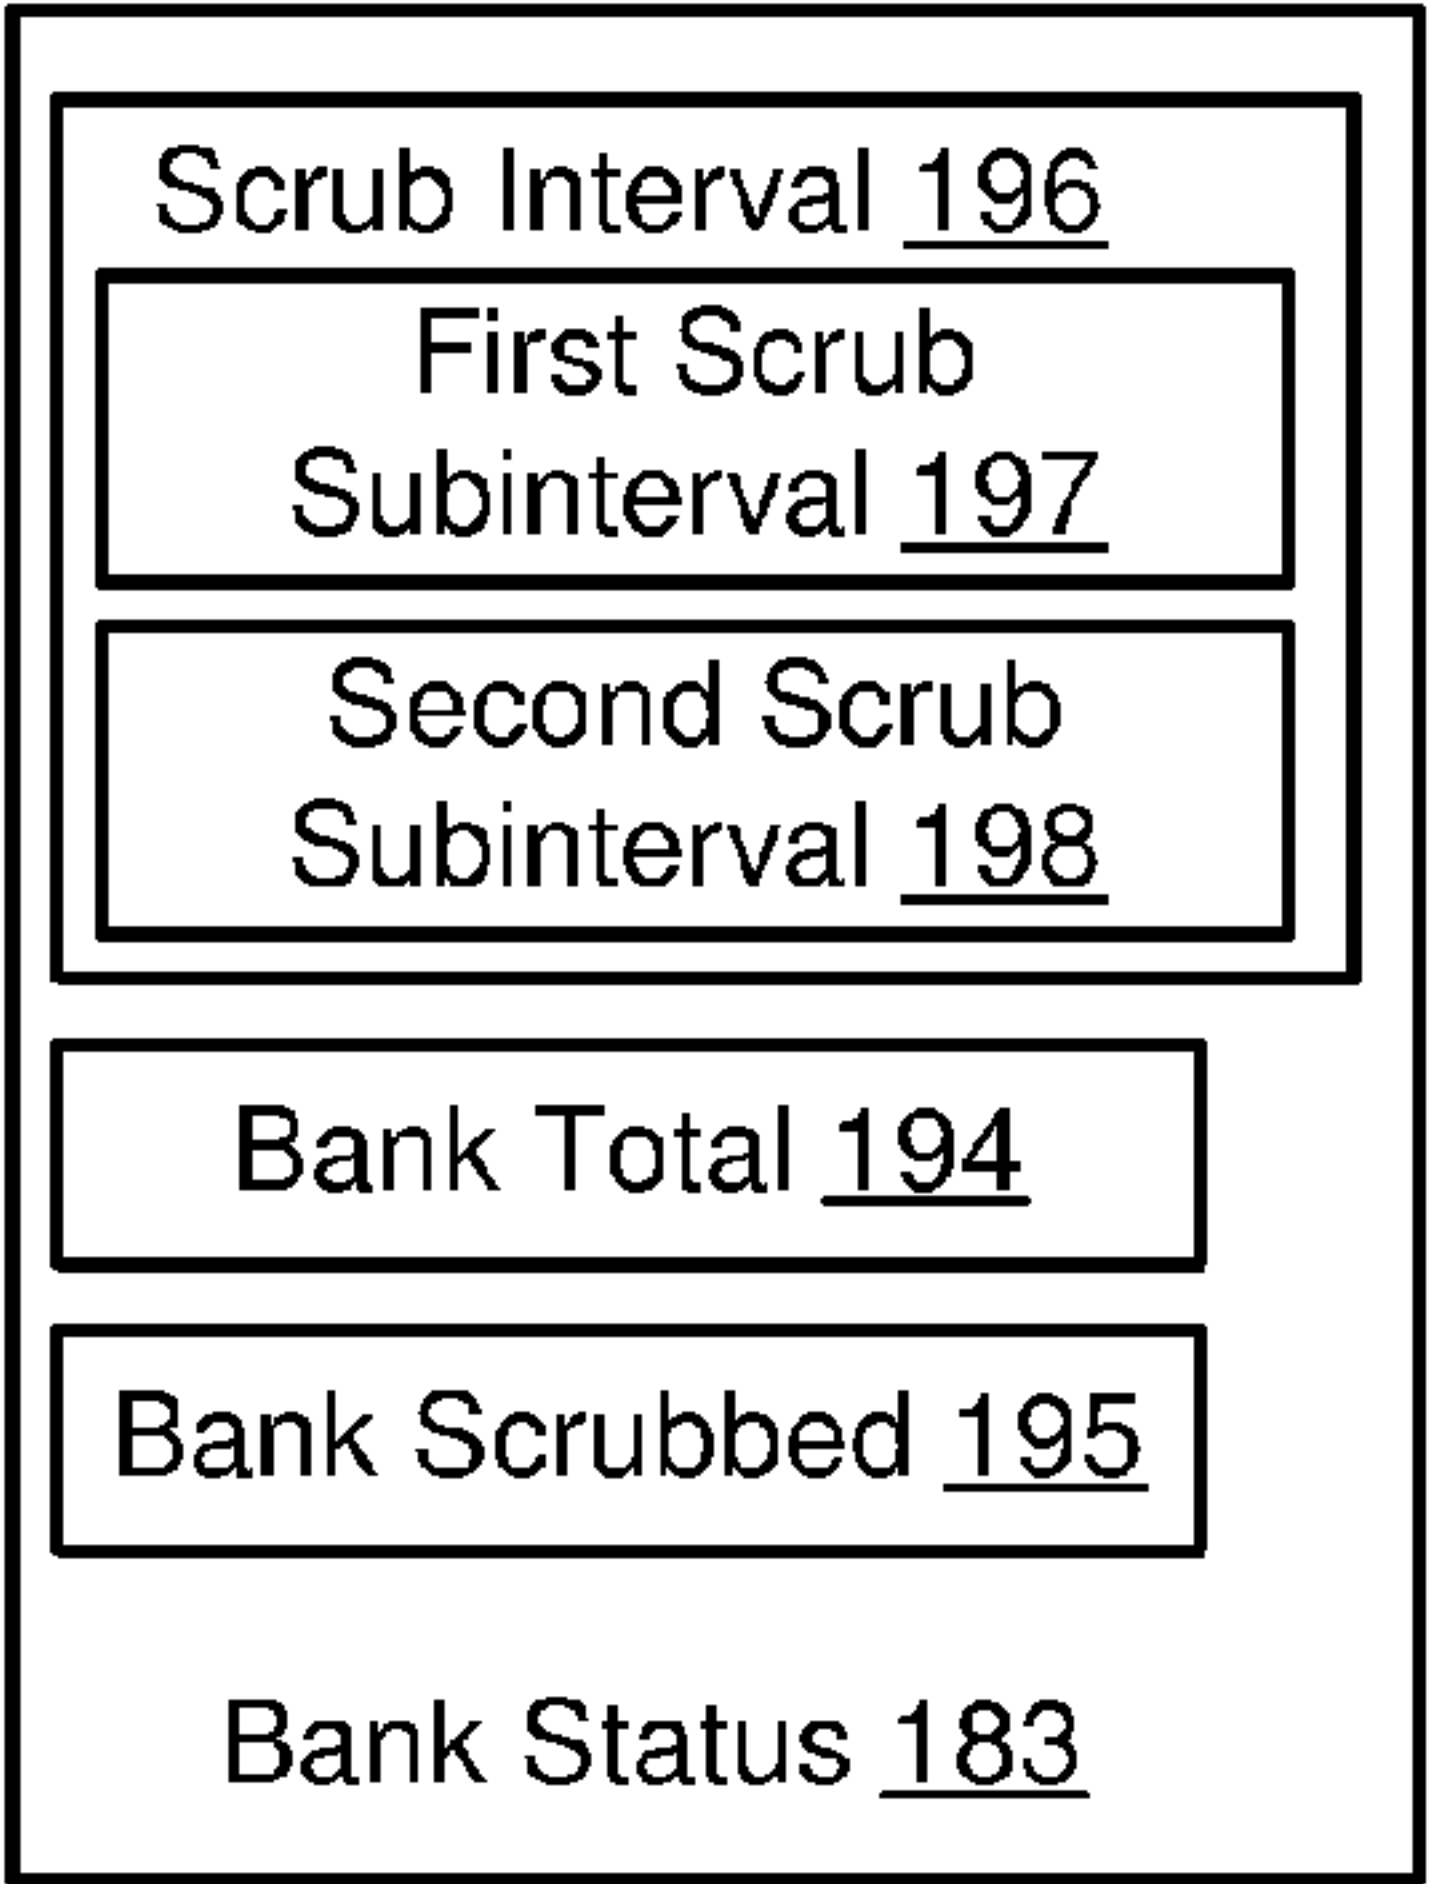 Scrub Interval 196
First Scrub
Subinterval 197
Second Scrub
Subinterval 198
Bank Total 194
Bank Scrubbed 195
Bank Status 183